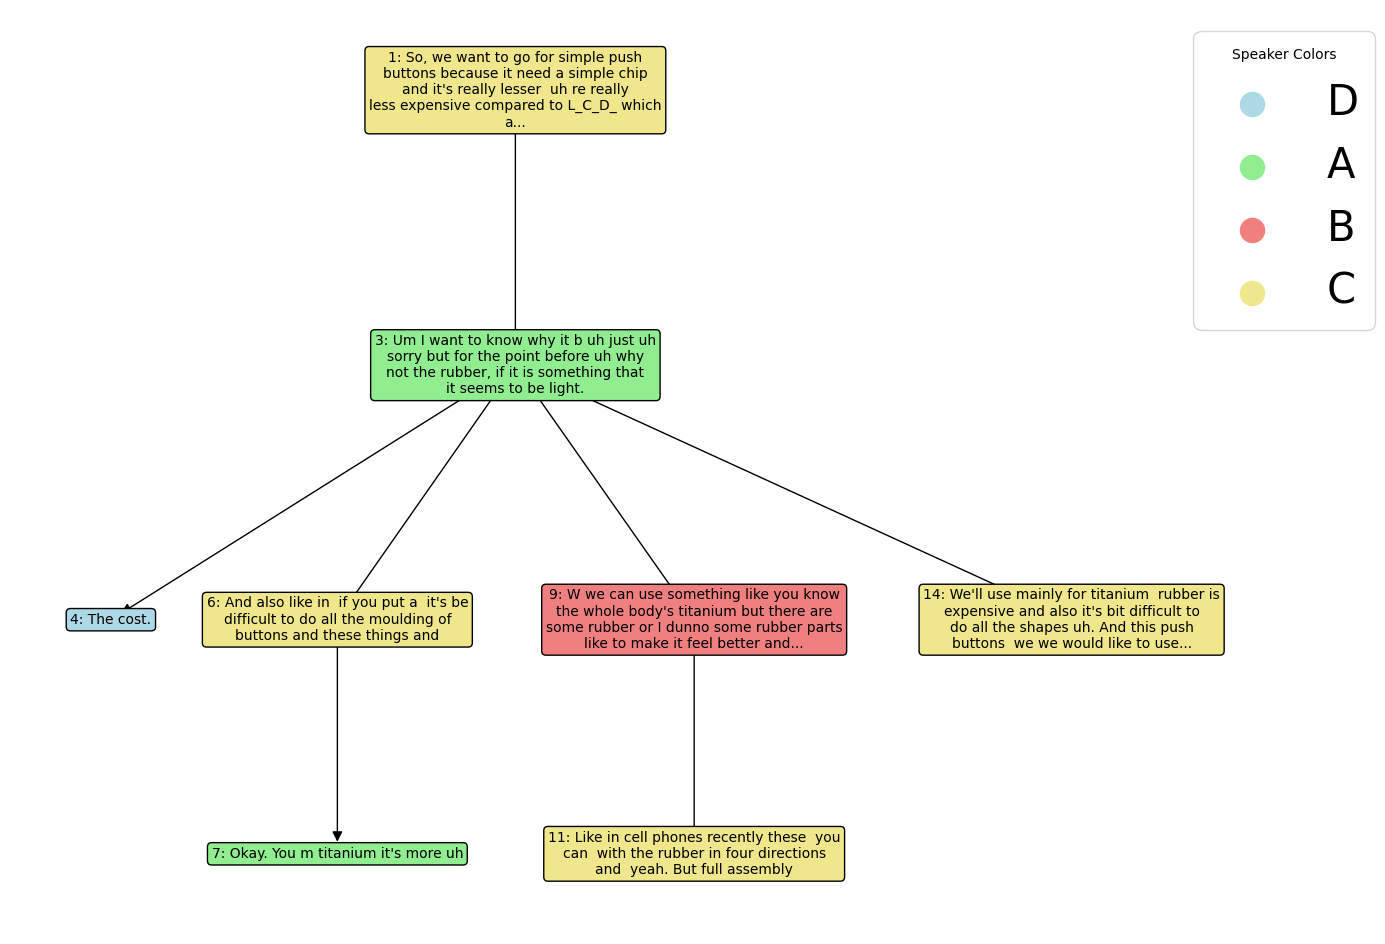 1: So, we want to go for simple push
buttons because it need a simple chip
and it's really lesser  uh re really
less expensive compared to L_C_D_ which
a...
Speaker Colors
D
A
B
C
3: Um I want to know why it b uh just uh
sorry but for the point before uh why
not the rubber, if it is something that
it seems to be light.
4: The cost.
6: And also like in  if you put a  it's be
difficult to do all the moulding of
buttons and these things and
9: W we can use something like you know
the whole body's titanium but there are
some rubber or I dunno some rubber parts
like to make it feel better and...
14: We'll use mainly for titanium  rubber is
expensive and also it's bit difficult to
do all the shapes uh. And this push
buttons  we we would like to use...
7: Okay. You m titanium it's more uh
11: Like in cell phones recently these  you
can  with the rubber in four directions
and  yeah. But full assembly